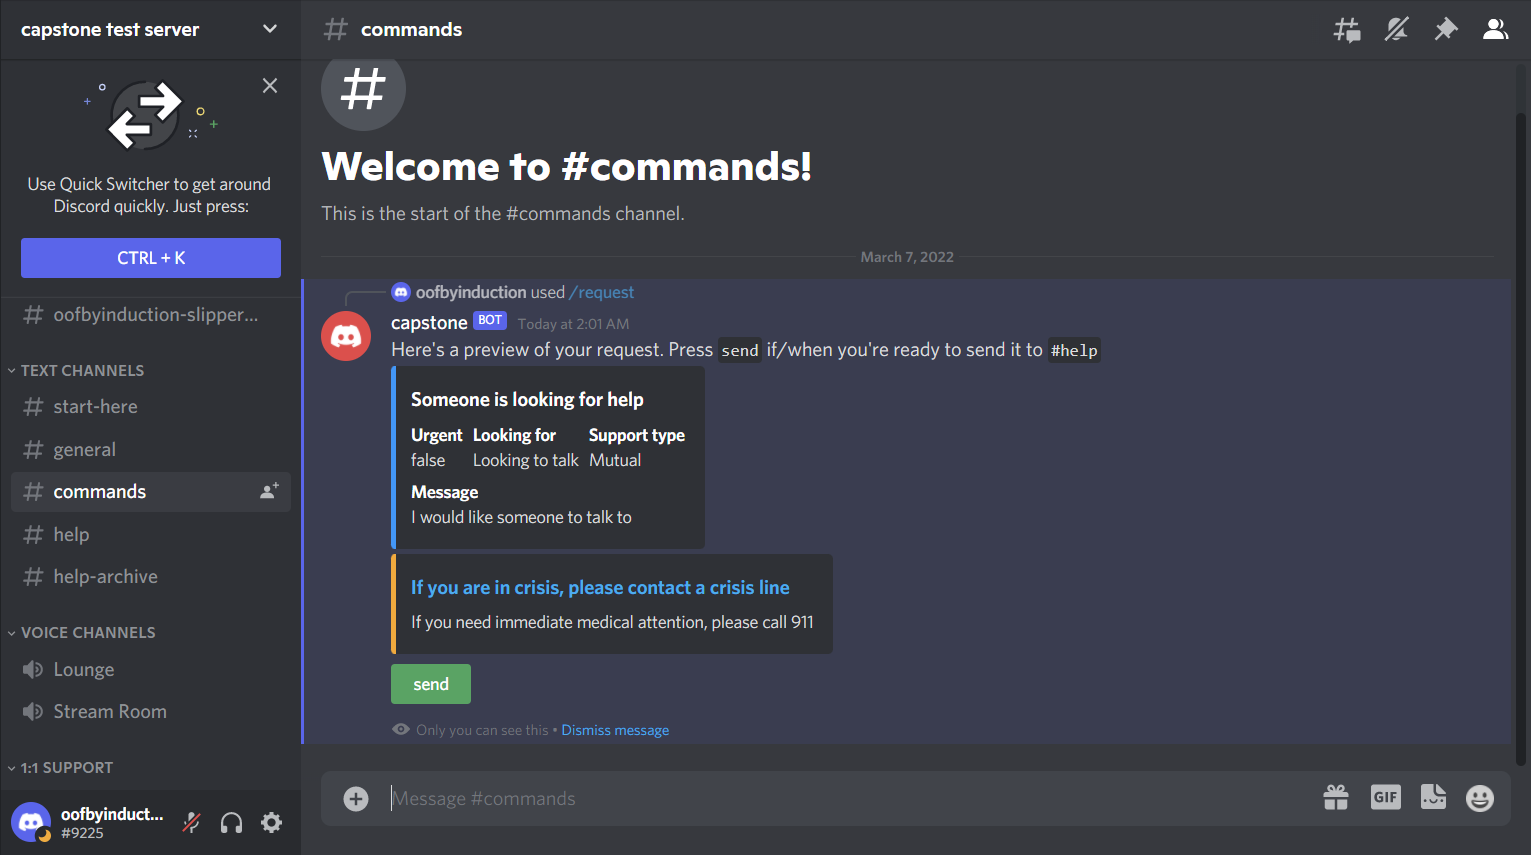 capstone test server
Use Quick Switcher to get around
Discord quickly. Just press:
CTRL + K
# oofbyinduction-slipper...
TEXT CHANNELS
# start-here
# general
# commands
# help
# help-archive
VOICE CHANNELS
Lounge
Stream Room
1:1 SUPPORT
oofbyinduct...
#9225
# commands
#
Welcome to #commands!
This is the start of the #commands channel.
March 7, 2022
oofbyinduction used /request
capstone BOT Today at 2:01 AM
Here's a preview of your request. Press send if/when you're ready to send it to #help
Someone is looking for help
Urgent Looking for Support type
false Looking to talk Mutual
Message
I would like someone to talk to
If you are in crisis, please contact a crisis line
If you need immediate medical attention, please call 911
send
Only you can see this • Dismiss message
Message #commands
GIF